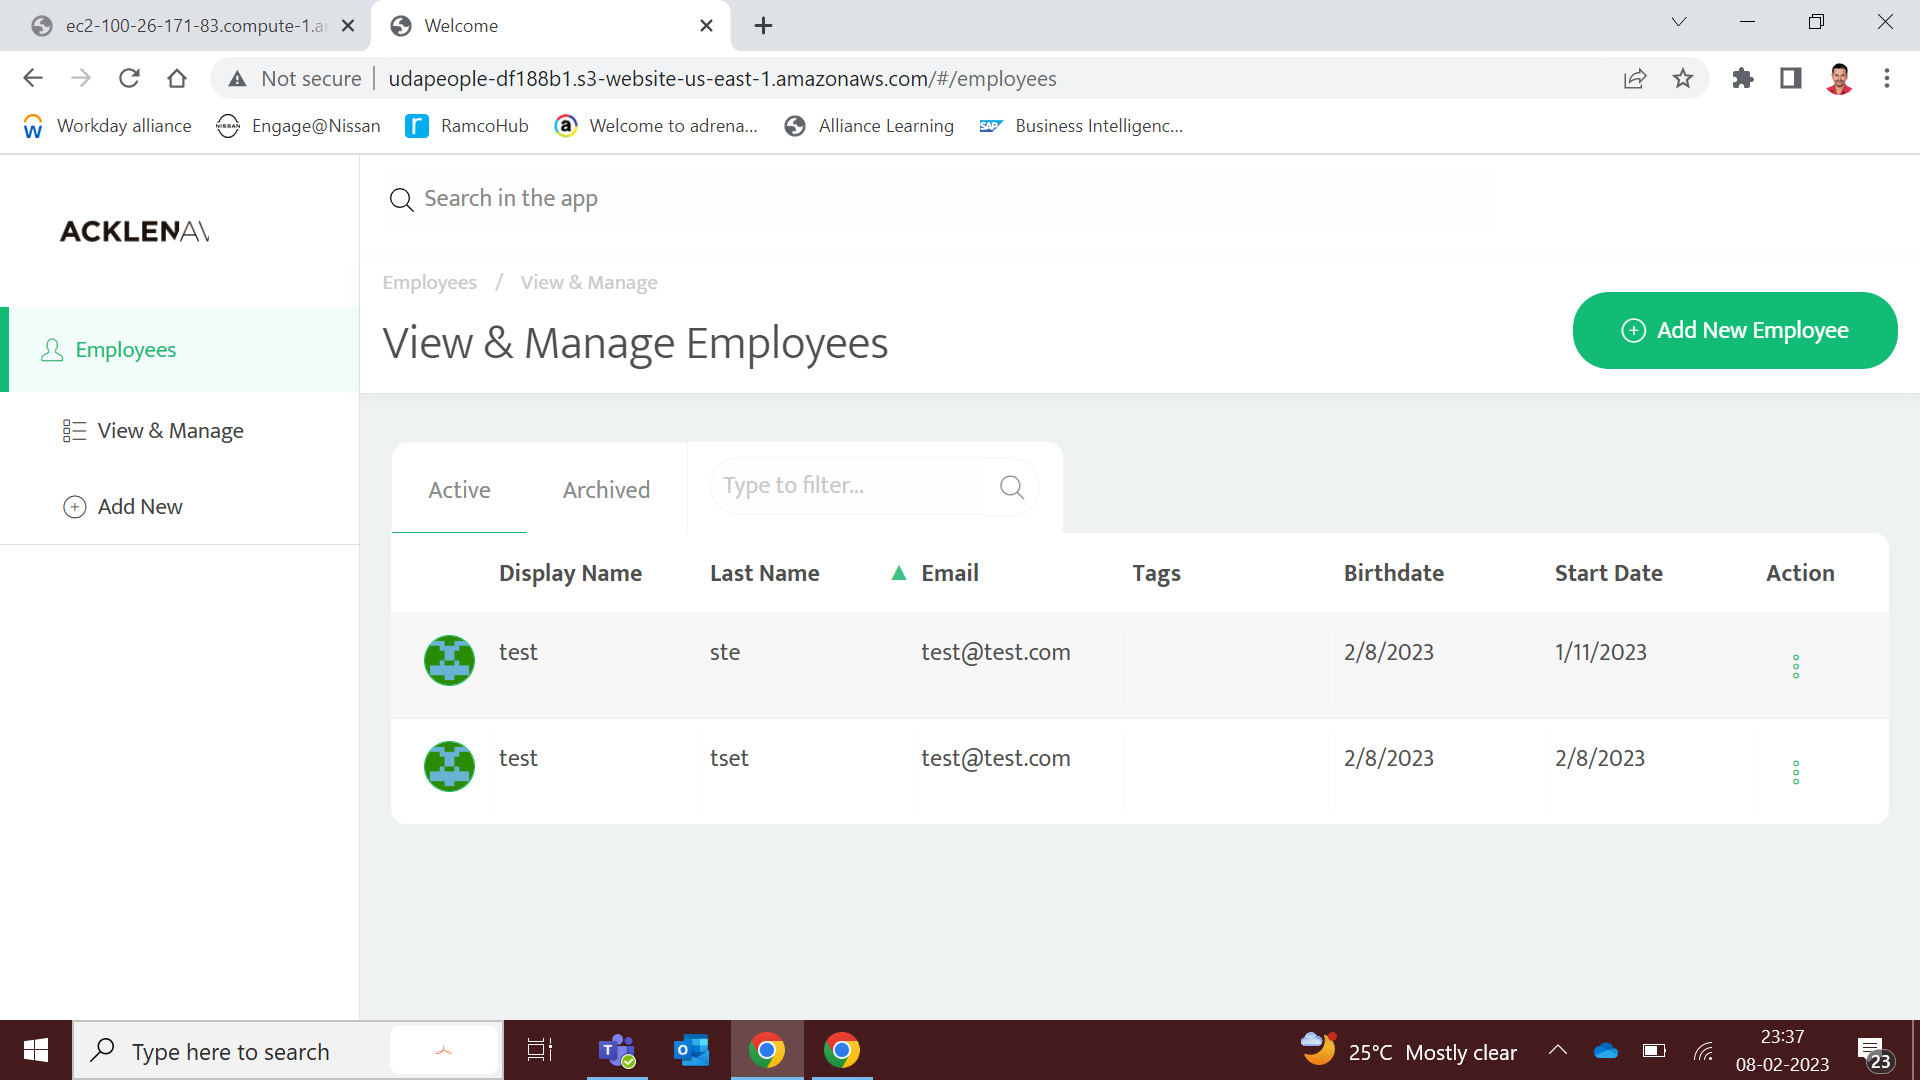 ec2-100-26-171-83.compute-1.a
Welcome
Not secure
udapeople-df188b1.s3-website-us-east-1.amazonaws.com/#/employees
Workday alliance
Engage@Nissan
RamcoHub
Welcome to adrena...
Alliance Learning
Business Intelligenc...
ACKLENAV
Search in the app
Employees / View & Manage
View & Manage Employees
Add New Employee
Employees
View & Manage
Add New
Active
Archived
Type to filter...
Display Name
Last Name
▲
Email
Tags
Birthdate
Start Date
Action
test
ste
test@test.com
2/8/2023
1/11/2023
test
tset
test@test.com
2/8/2023
2/8/2023
Type here to search
25°C Mostly clear
23:37
08-02-2023
23